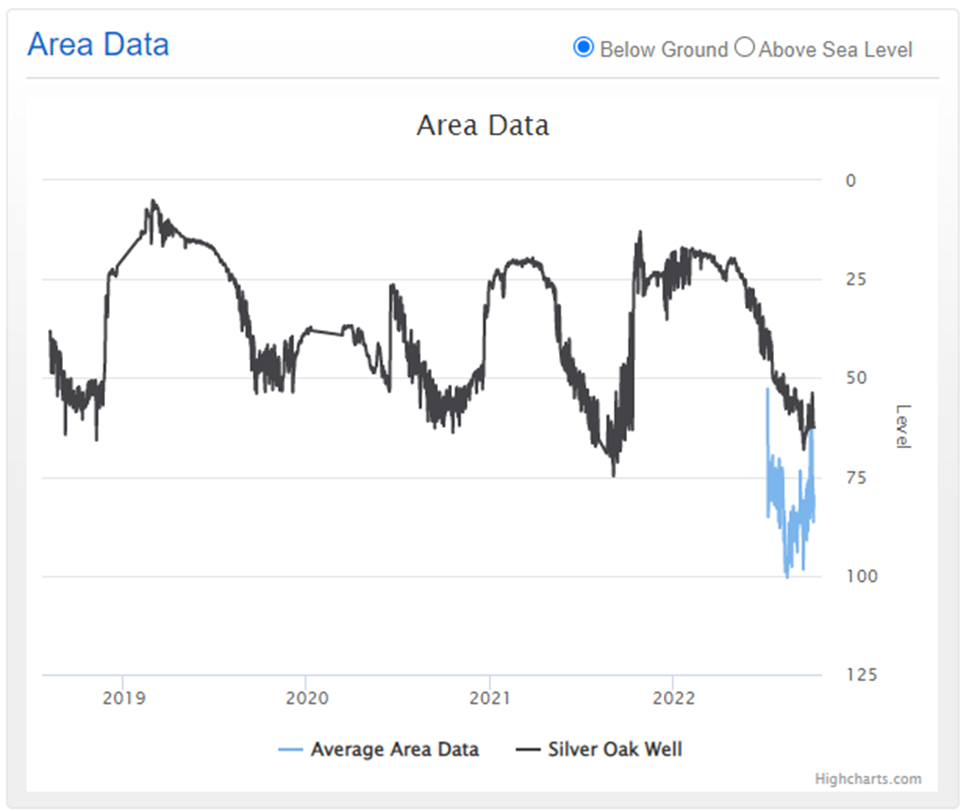 Area Data
Below Ground Above Sea Level
Area Data
0
25
50
Level
75
100
125
2019 2020 2021 2022
Average Area Data Silver Oak Well
Highcharts.com